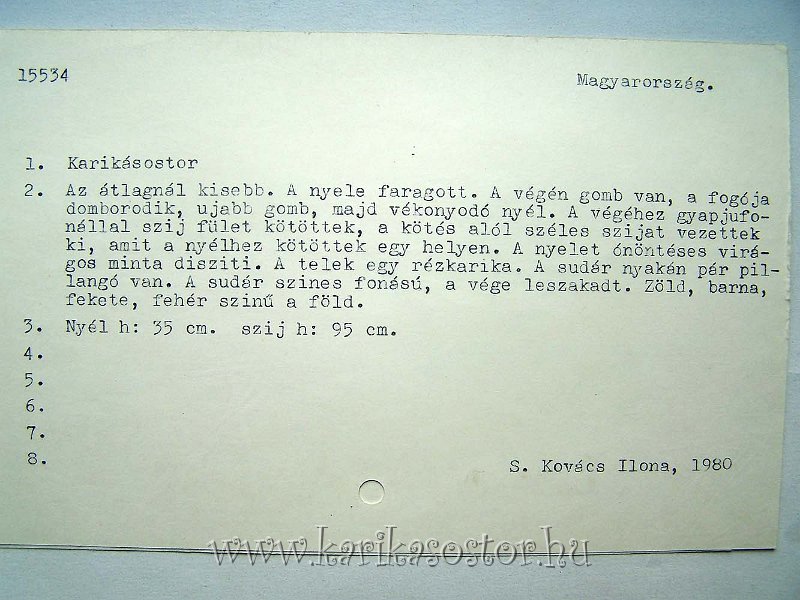 15534
Magyarország.
1. Karikásostor
2. Az átlagnál kisebb. A nyele faragott. A végén gomb van, a fogója
domborodik, ujabb gomb, majd vékonyodó nyél. A végéhez gyapjufo-
nállal szij fület kötöttek, a kötés alól széles szijat vezettek
ki, amit a nyélhez kötöttek egy helyen. A nyelet ónöntéses virá-
gos minta disziti. A telek egy rézkarika. A sudár nyakán pár pil-
langó van. A sudár szines fonású, a vége leszakadt. Zöld, barna,
fekete, fehér szinű a föld.
3. Nyél h: 35 cm. szij h: 95 cm.
4.
5.
6.
7.
8.
S. Kovács Ilona, 1980
www.karikasostor.hu